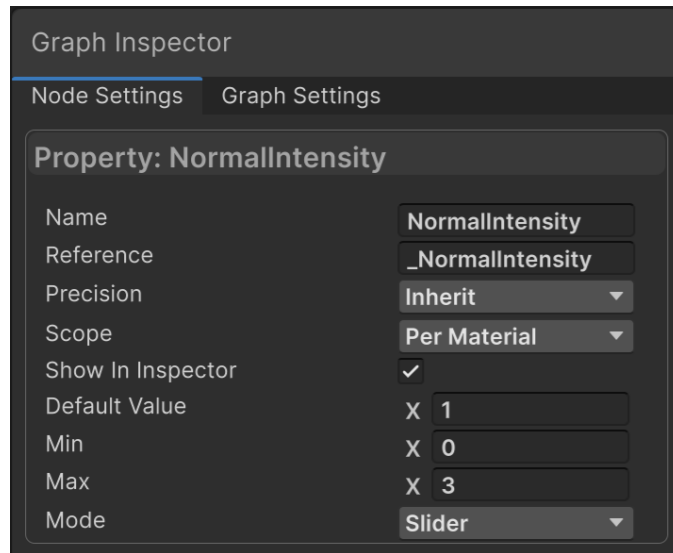 Graph Inspector
Node Settings Graph Settings
Property: NormalIntensity
Name NormalIntensity
Reference _NormalIntensity
Precision Inherit
Scope Per Material
Show In Inspector
Default Value X 1
Min X 0
Max X 3
Mode Slider